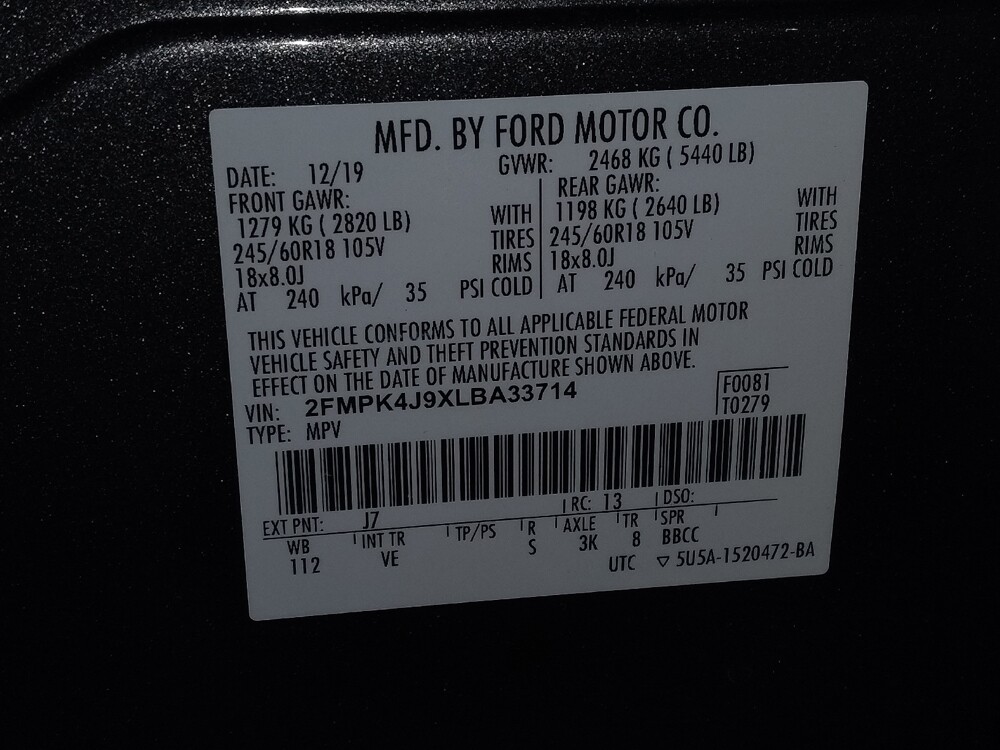 MFD. BY FORD MOTOR CO.
DATE: 12/19 GVWR: 2468 KG ( 5440 LB)
FRONT GAWR: REAR GAWR:
1279 KG ( 2820 LB) WITH 1198 KG ( 2640 LB) WITH
245/60R18 105V TIRES 245/60R18 105V TIRES
18x8.0J RIMS 18x8.0J RIMS
AT 240 kPa/ 35 PSI COLD AT 240 kPa/ 35 PSI COLD
THIS VEHICLE CONFORMS TO ALL APPLICABLE FEDERAL MOTOR
VEHICLE SAFETY AND THEFT PREVENTION STANDARDS IN
EFFECT ON THE DATE OF MANUFACTURE SHOWN ABOVE.
VIN: 2FMPK4J9XLBA33714 F0081
TYPE: MPV T0279
EXT PNT: J7 RC: 13 DSO:
WB INT TR TP/PS R AXLE TR SPR
112 VE S 3K 8 BBCC
UTC ▽ 5U5A-1520472-BA